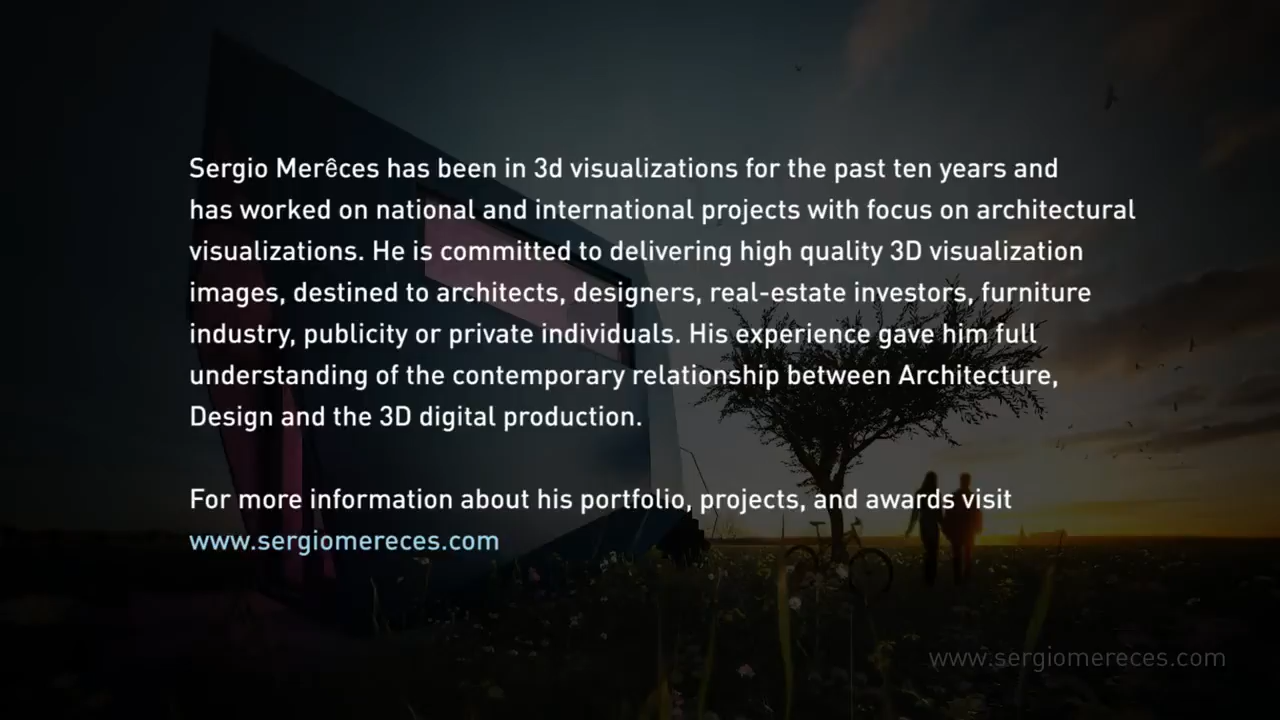 Sergio Merêces has been in 3d visualizations for the past ten years and
has worked on national and international projects with focus on architectural
visualizations. He is committed to delivering high quality 3D visualization
images, destined to architects, designers, real-estate investors, furniture
industry, publicity or private individuals. His experience gave him full
understanding of the contemporary relationship between Architecture,
Design and the 3D digital production.
For more information about his portfolio, projects, and awards visit
www.sergiomereces.com
www.sergiomereces.com